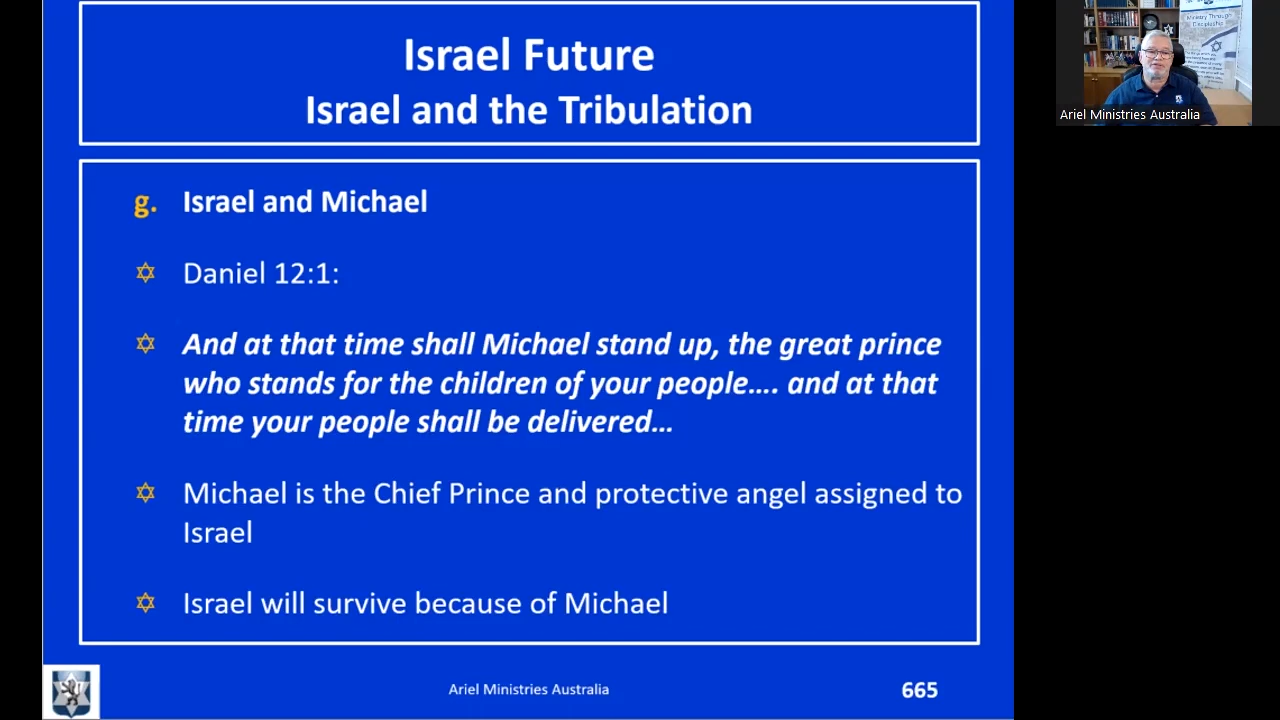 Israel Future
Israel and the Tribulation
g. Israel and Michael
Daniel 12:1:
And at that time shall Michael stand up, the great prince
who stands for the children of your people.... and at that
time your people shall be delivered...
Michael is the Chief Prince and protective angel assigned to
Israel
Israel will survive because of Michael
Ariel Ministries Australia
665
Ministry Through
Discipleship
Ariel Ministries Australia